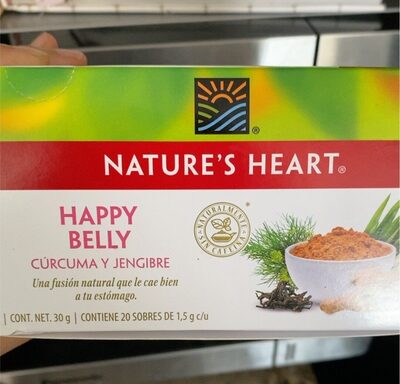 ®
NATURE'S HEART®
HAPPY
BELLY
CÚRCUMA Y JENGIBRE
Una fusión natural que le cae bien
a tu estómago.
CONT. NET. 30 g | CONTIENE 20 SOBRES DE 1,5 g c/u
NATURALMENTE
SIN CAFEÍNA